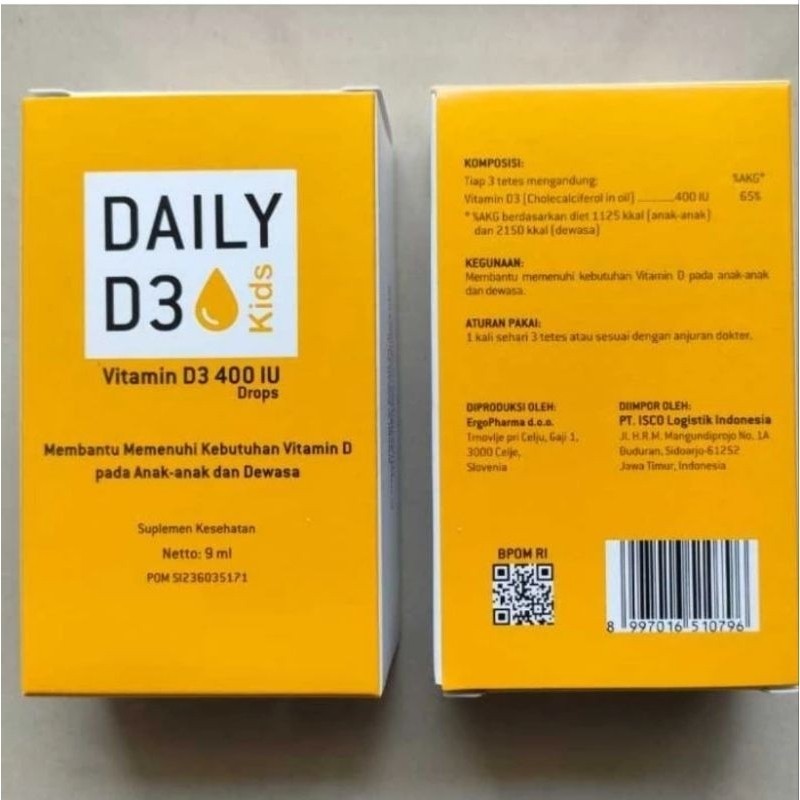 DAILY
D3
Kids
Vitamin D3 400 IU
Drops
Membantu Memenuhi Kebutuhan Vitamin D
pada Anak-anak dan Dewasa
Suplemen Kesehatan
Netto: 9 ml
POM SI236035171
KOMPOSISI:
Tiap 3 tetes mengandung: %AKG*
Vitamin D3 (Cholecalciferol in oil) ...........400 IU 65%
* %AKG berdasarkan diet 1125 kkal (anak-anak)
dan 2150 kkal (dewasa)
KEGUNAAN:
Membantu memenuhi kebutuhan Vitamin D pada anak-anak
dan dewasa.
ATURAN PAKAI:
1 kali sehari 3 tetes atau sesuai dengan anjuran dokter.
DIPRODUKSI OLEH:
ErgoPharma d.o.o.
Trnovlje pri Celju, Gaji 1,
3000 Celje,
Slovenia
DIIMPOR OLEH:
PT. ISCO Logistik Indonesia
Jl. H.R.M. Mangundiprojo No. 1A
Buduran, Sidoarjo-61252
Jawa Timur, Indonesia
BPOM RI
8 997016 510796